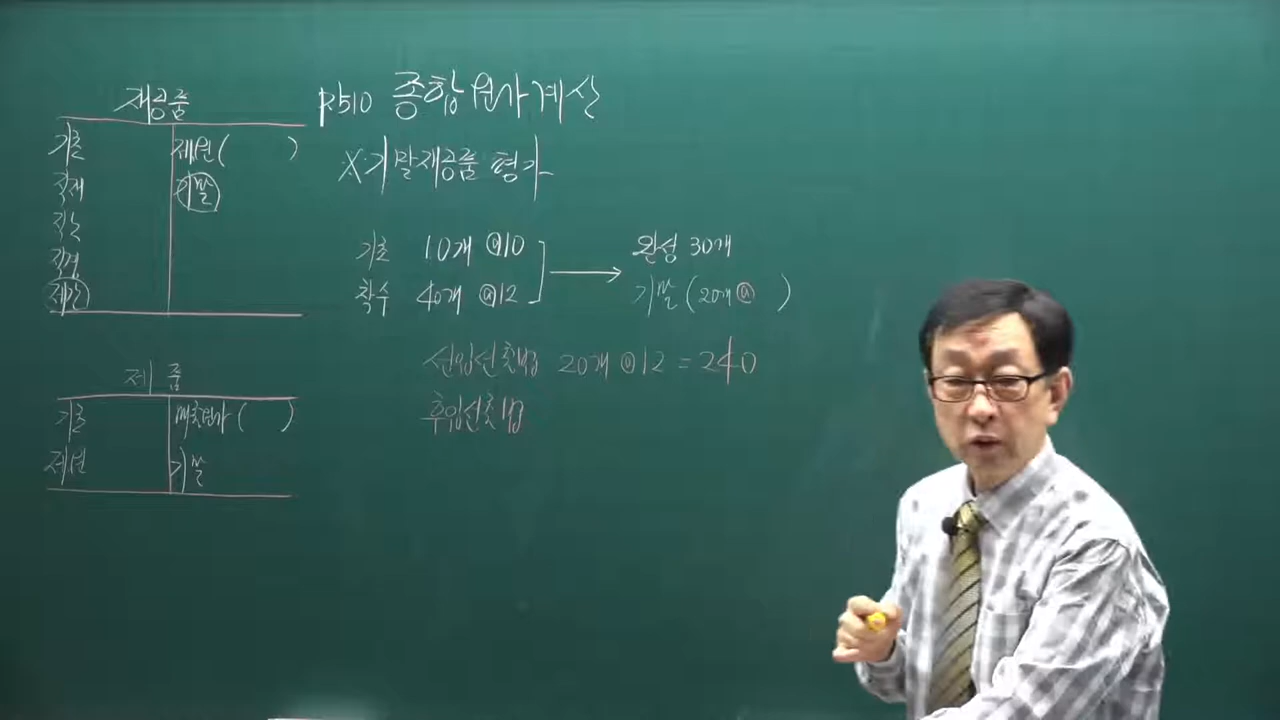 재공품
기초 제원( )
직재 기말
직노
직경
제간
제 품
기초 매출원가( )
제원 기말
P.510 종합원가계산
※기말재공품 평가
기초 10개 @10
착수 40개 @12
완성 30개
기말(20개@ )
선입선출법 20개 @12 = 240
후입선출법